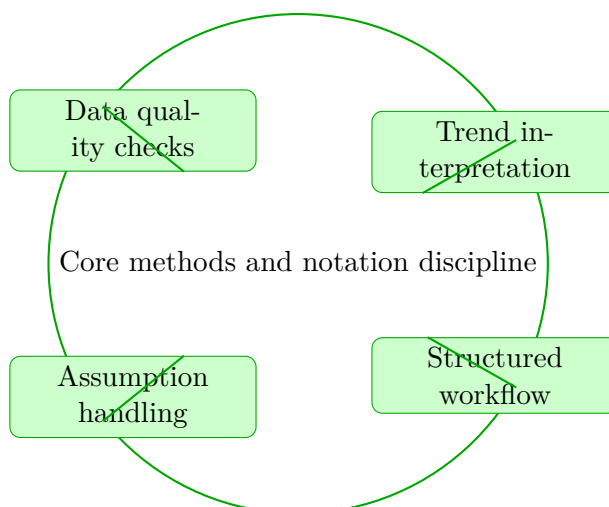 Data qual-
ity checks
Trend in-
terpretation
Core methods and notation discipline
Assumption
handling
Structured
workflow